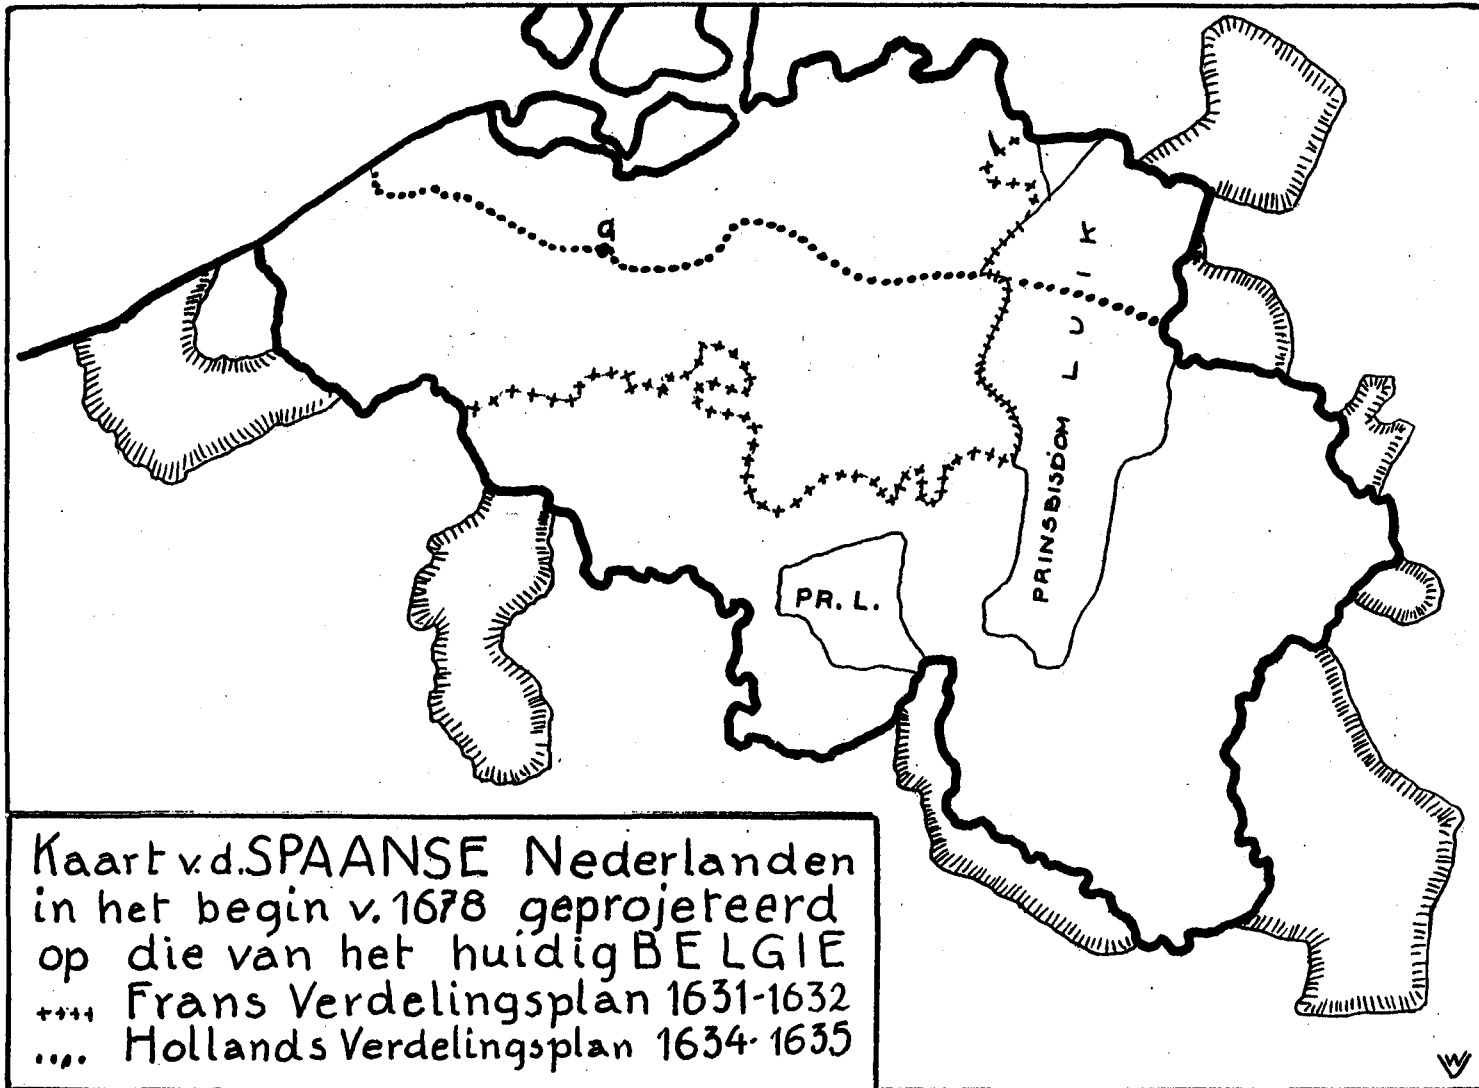 a
PRINSBISDOM LUIK
PR. L.
Kaart v.d. SPAANSE Nederlanden
in het begin v. 1678 geprojeteerd
op die van het huidig BELGIE
++++ Frans Verdelingsplan 1631-1632
.... Hollands Verdelingsplan 1634-1635